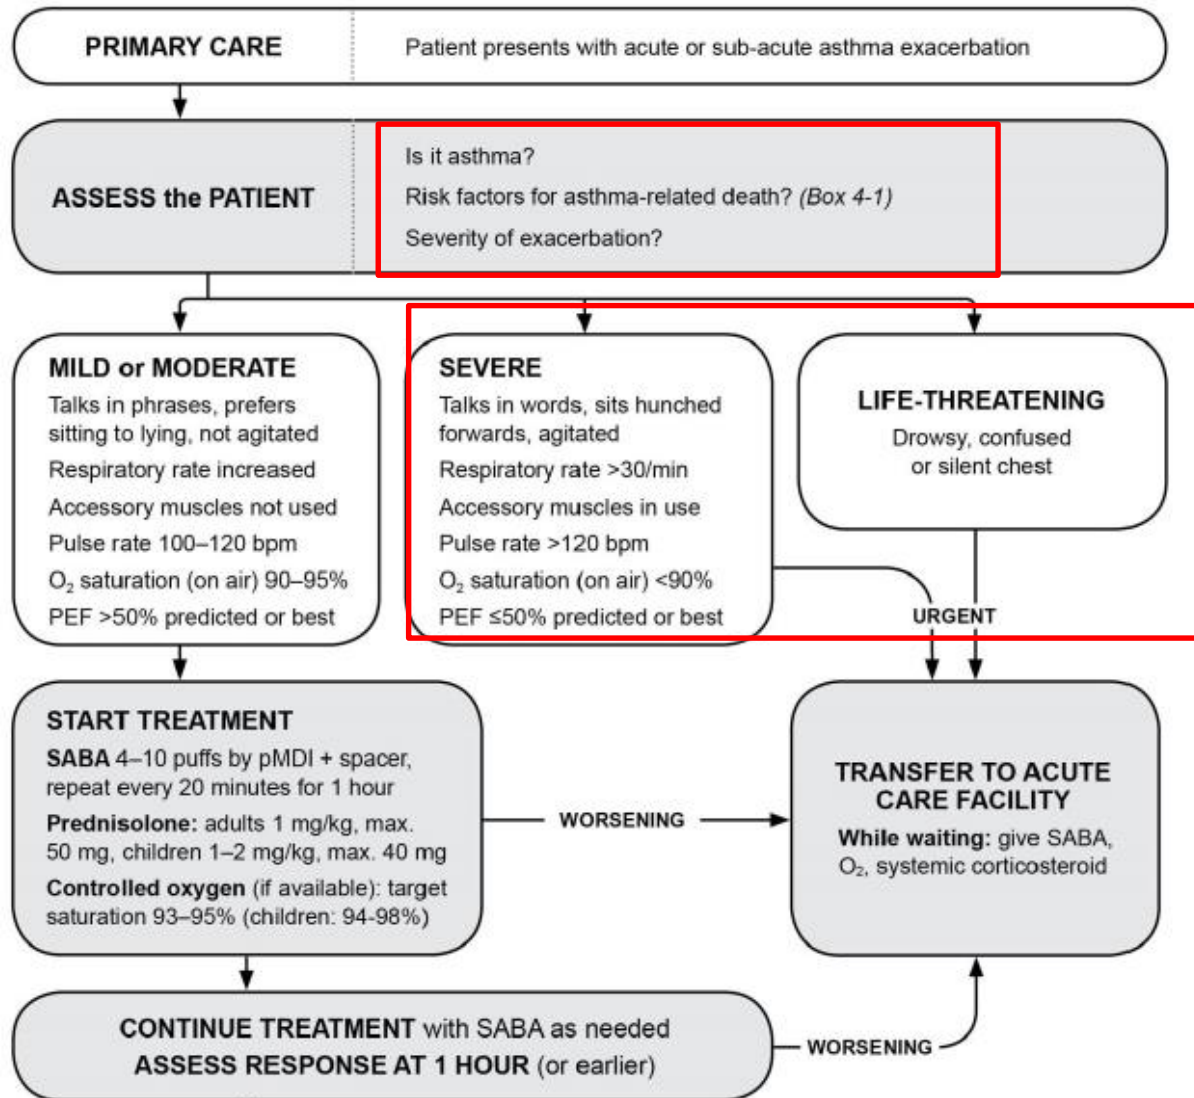 PRIMARY CARE
Patient presents with acute or sub-acute asthma exacerbation
ASSESS the PATIENT
Is it asthma?
Risk factors for asthma-related death? (Box 4-1)
Severity of exacerbation?
MILD or MODERATE
Talks in phrases, prefers
sitting to lying, not agitated
Respiratory rate increased
Accessory muscles not used
Pulse rate 100–120 bpm
O₂ saturation (on air) 90–95%
PEF >50% predicted or best
SEVERE
Talks in words, sits hunched
forwards, agitated
Respiratory rate >30/min
Accessory muscles in use
Pulse rate >120 bpm
O₂ saturation (on air) <90%
PEF ≤50% predicted or best
LIFE-THREATENING
Drowsy, confused
or silent chest
URGENT
START TREATMENT
SABA 4–10 puffs by pMDI + spacer,
repeat every 20 minutes for 1 hour
Prednisolone: adults 1 mg/kg, max.
50 mg, children 1–2 mg/kg, max. 40 mg
Controlled oxygen (if available): target
saturation 93–95% (children: 94-98%)
WORSENING
TRANSFER TO ACUTE
CARE FACILITY
While waiting: give SABA,
O₂, systemic corticosteroid
CONTINUE TREATMENT with SABA as needed
ASSESS RESPONSE AT 1 HOUR (or earlier)
WORSENING